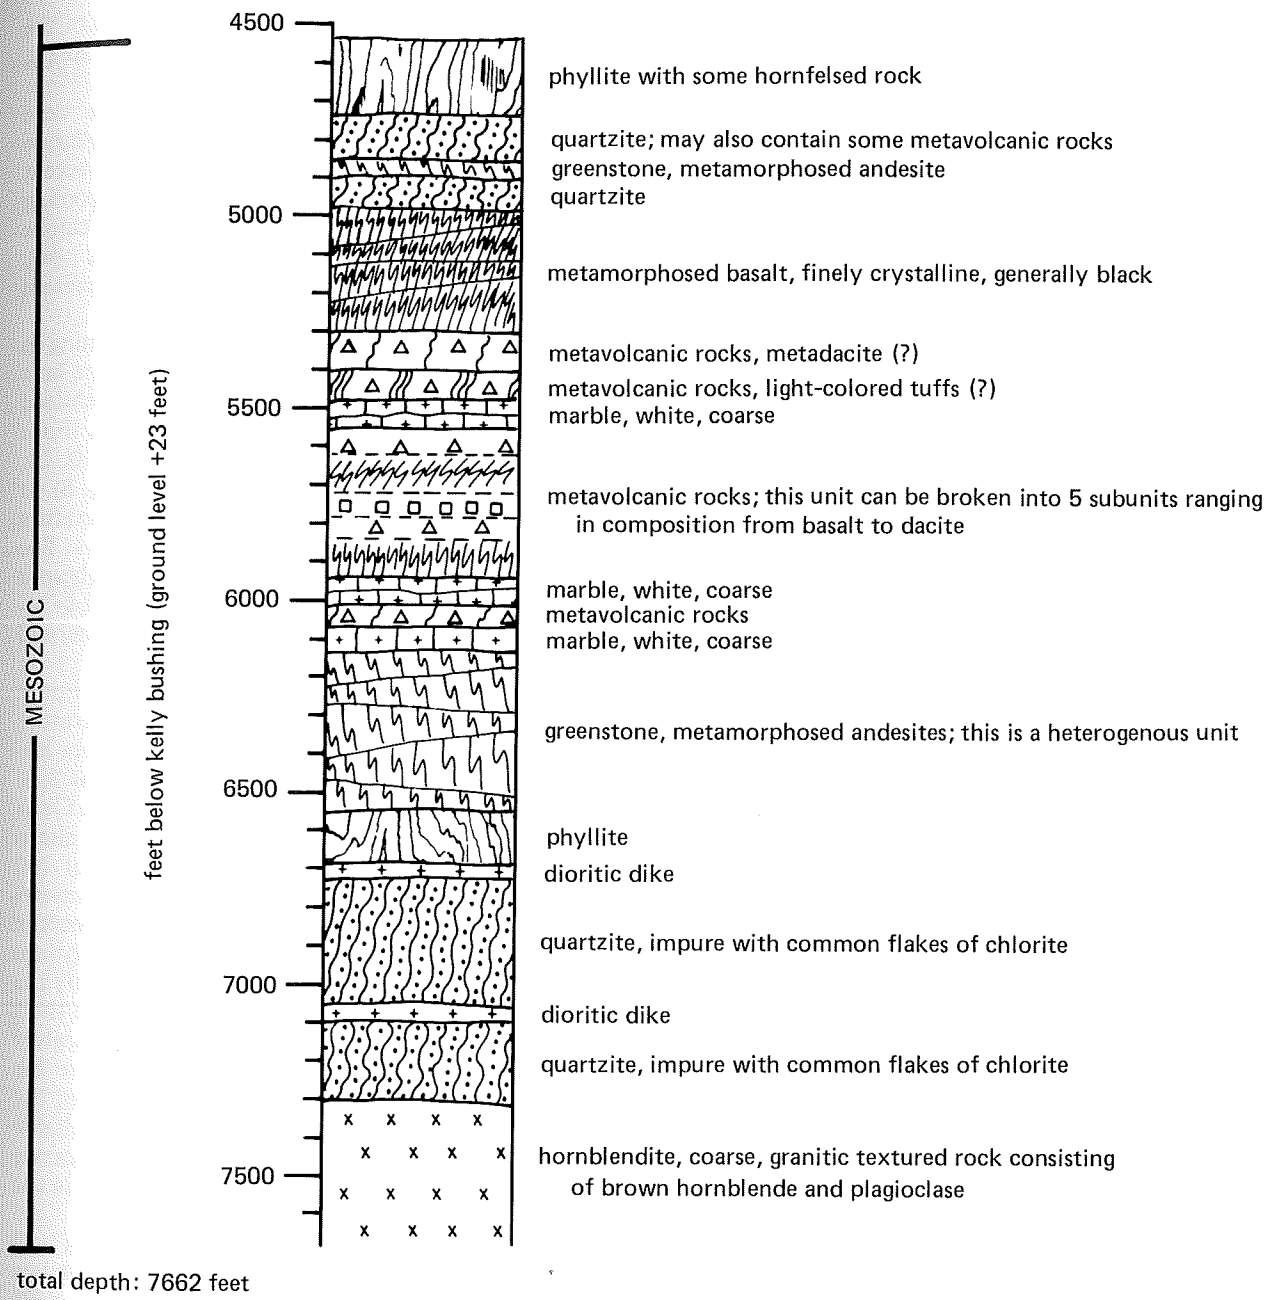 4500
phyllite with some hornfelsed rock
quartzite; may also contain some metavolcanic rocks
greenstone, metamorphosed andesite
quartzite
5000
metamorphosed basalt, finely crystalline, generally black
metavolcanic rocks, metadacite (?)
metavolcanic rocks, light-colored tuffs (?)
5500
marble, white, coarse
metavolcanic rocks; this unit can be broken into 5 subunits ranging
in composition from basalt to dacite
marble, white, coarse
6000
metavolcanic rocks
marble, white, coarse
MESOZOIC
feet below kelly bushing (ground level +23 feet)
greenstone, metamorphosed andesites; this is a heterogenous unit
6500
phyllite
dioritic dike
quartzite, impure with common flakes of chlorite
7000
dioritic dike
quartzite, impure with common flakes of chlorite
hornblendite, coarse, granitic textured rock consisting
7500
of brown hornblende and plagioclase
total depth: 7662 feet